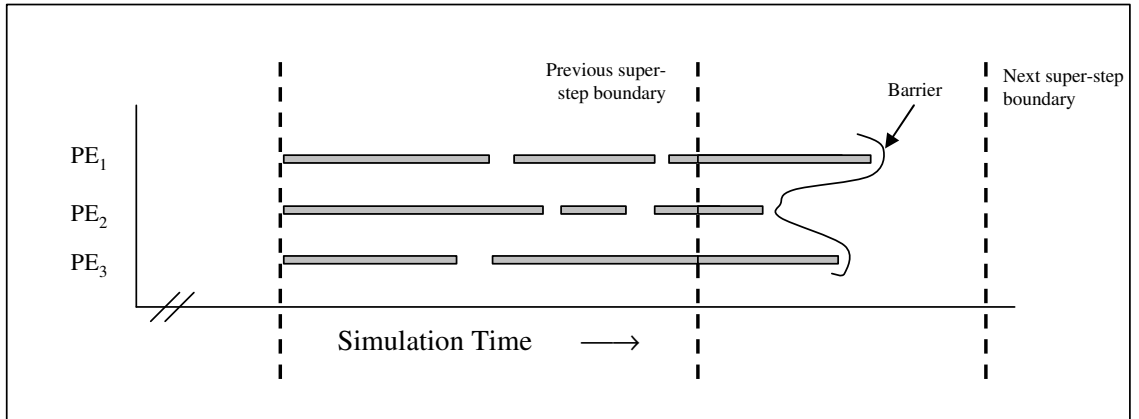 Previous super-
step boundary
Barrier
Next super-step
boundary
PE1
PE2
PE3
Simulation Time